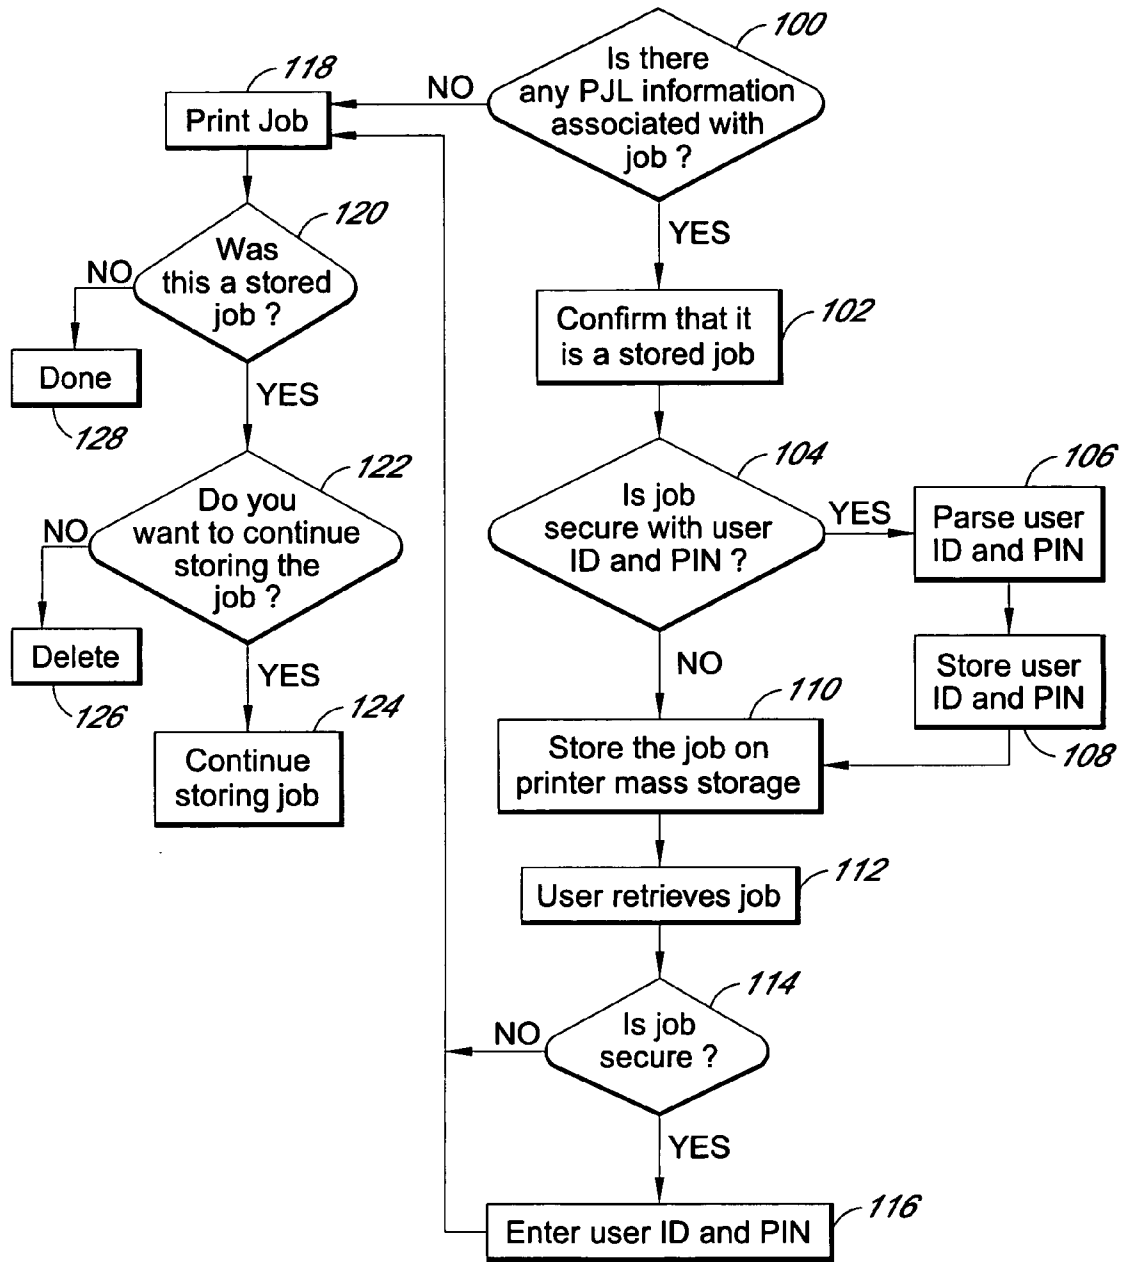 100
Is there
any PJL information
associated with
job ?
NO
YES
118
Print Job
120
Was
this a stored
job ?
NO
YES
Done
128
102
Confirm that it
is a stored job
104
Is job
secure with user
ID and PIN ?
YES
NO
106
Parse user
ID and PIN
Store user
ID and PIN
108
122
Do you
want to continue
storing the
job ?
NO
YES
Delete
126
124
Continue
storing job
110
Store the job on
printer mass storage
112
User retrieves job
114
Is job
secure ?
NO
YES
116
Enter user ID and PIN